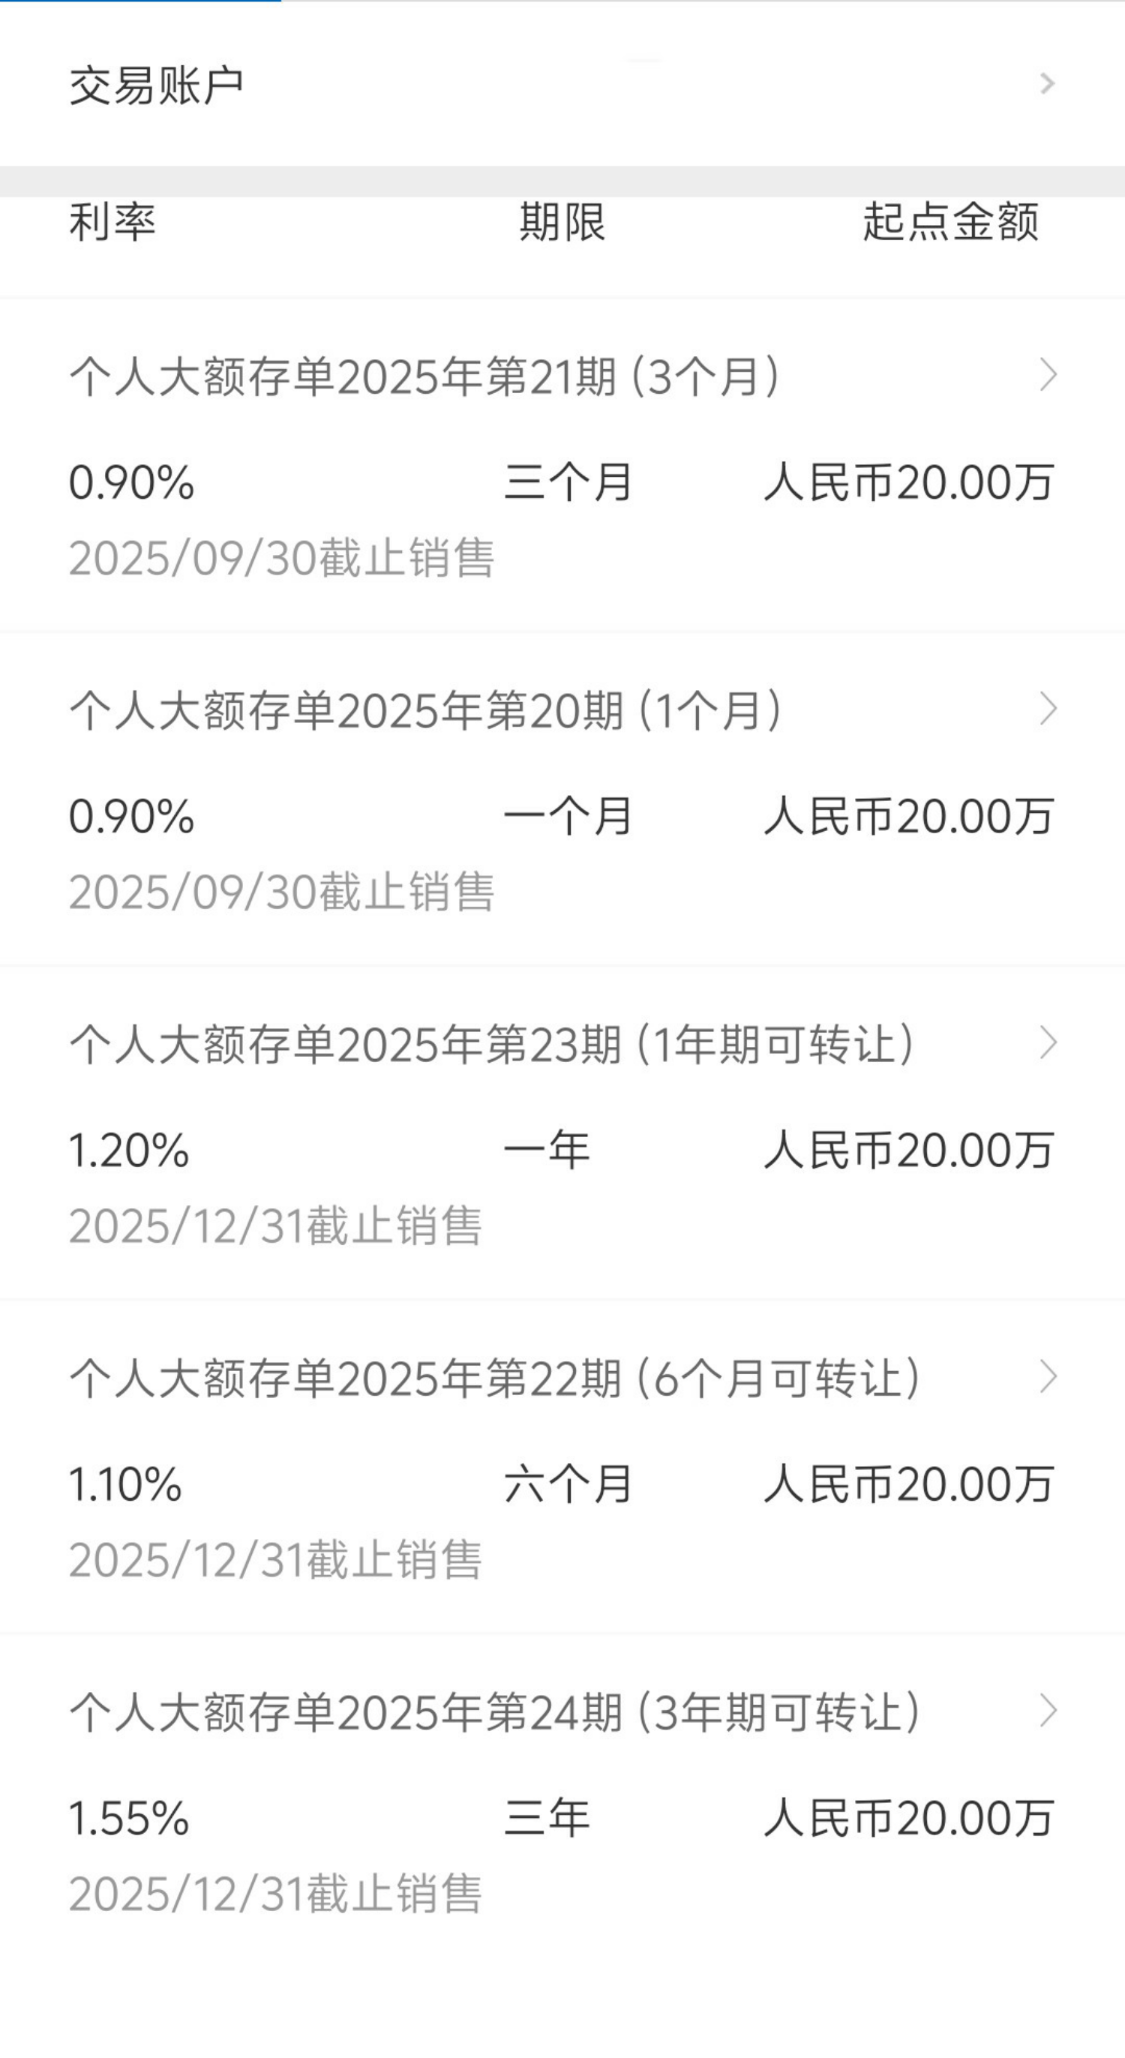 交易账户
利率 期限 起点金额
个人大额存单2025年第21期 (3个月)
0.90% 三个月 人民币20.00万
2025/09/30截止销售
个人大额存单2025年第20期 (1个月)
0.90% 一个月 人民币20.00万
2025/09/30截止销售
个人大额存单2025年第23期 (1年期可转让)
1.20% 一年 人民币20.00万
2025/12/31截止销售
个人大额存单2025年第22期 (6个月可转让)
1.10% 六个月 人民币20.00万
2025/12/31截止销售
个人大额存单2025年第24期 (3年期可转让)
1.55% 三年 人民币20.00万
2025/12/31截止销售